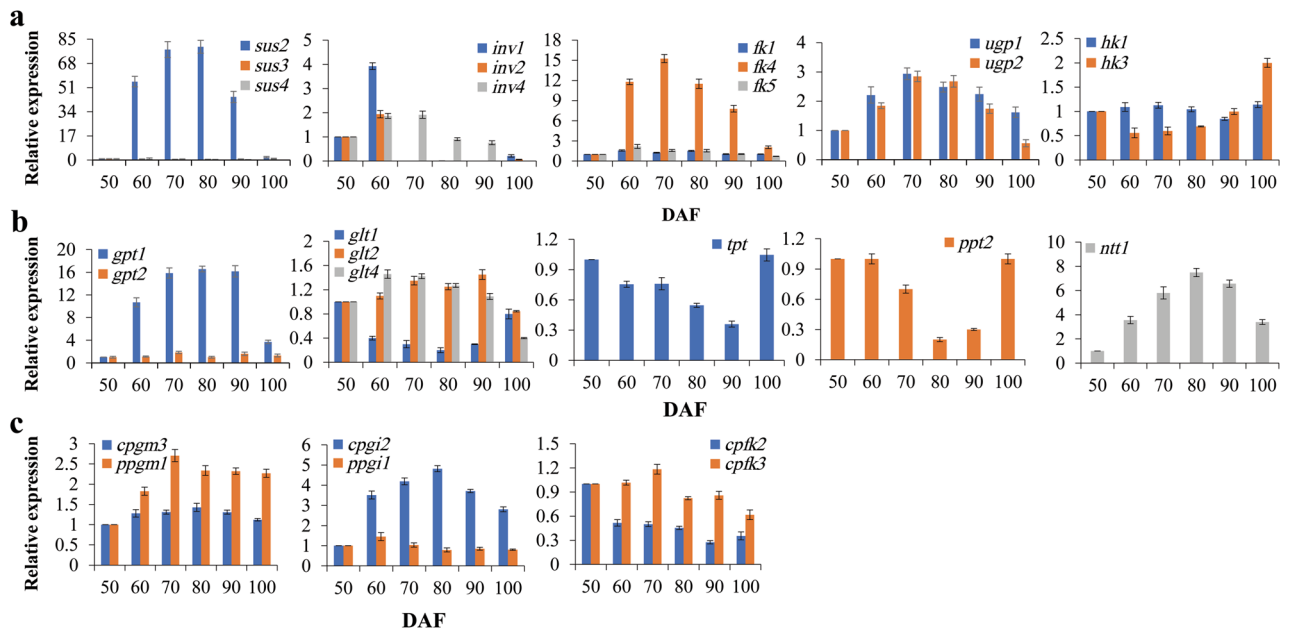 a
Relative expression
85
68
51
34
17
0
sus2
sus3
sus4
50 60 70 80 90 100
5
4
3
2
1
0
inv1
inv2
inv4
50 60 70 80 90 100
18
15
12
9
6
3
0
fk1
fk4
fk5
50 60 70 80 90 100
4
3
2
1
0
ugp1
ugp2
50 60 70 80 90 100
2.5
2
1.5
1
0.5
0
hk1
hk3
50 60 70 80 90 100
DAF
b
Relative expression
20
16
12
8
4
0
gpt1
gpt2
50 60 70 80 90 100
2
1.6
1.2
0.8
0.4
0
glt1
glt2
glt4
50 60 70 80 90 100
1.2
0.9
0.6
0.3
0
tpt
50 60 70 80 90 100
1.2
0.9
0.6
0.3
0
ppt2
50 60 70 80 90 100
10
8
6
4
2
0
ntt1
50 60 70 80 90 100
DAF
c
Relative expression
3
2.5
2
1.5
1
0.5
0
cpgm3
ppgm1
50 60 70 80 90 100
6
5
4
3
2
1
0
cpgi2
ppgi1
50 60 70 80 90 100
1.5
1.2
0.9
0.6
0.3
0
cpfk2
cpfk3
50 60 70 80 90 100
DAF